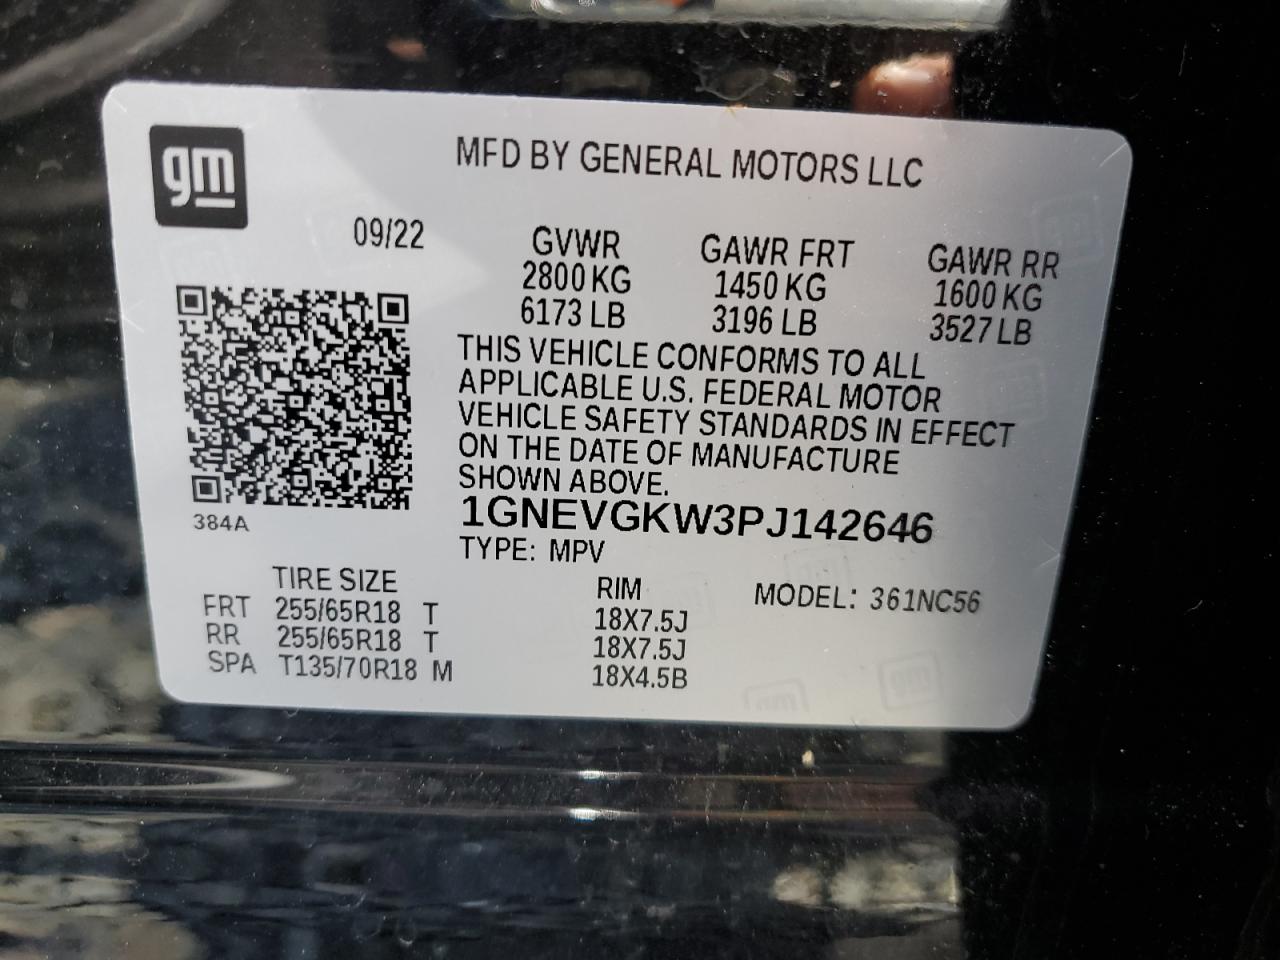 gm
MFD BY GENERAL MOTORS LLC
09/22
GVWR GAWR FRT GAWR RR
2800 KG 1450 KG 1600 KG
6173 LB 3196 LB 3527 LB
THIS VEHICLE CONFORMS TO ALL
APPLICABLE U.S. FEDERAL MOTOR
VEHICLE SAFETY STANDARDS IN EFFECT
ON THE DATE OF MANUFACTURE
SHOWN ABOVE.
384A
1GNEVGKW3PJ142646
TYPE: MPV
TIRE SIZE RIM MODEL: 361NC56
FRT 255/65R18 T 18X7.5J
RR 255/65R18 T 18X7.5J
SPA T135/70R18 M 18X4.5B